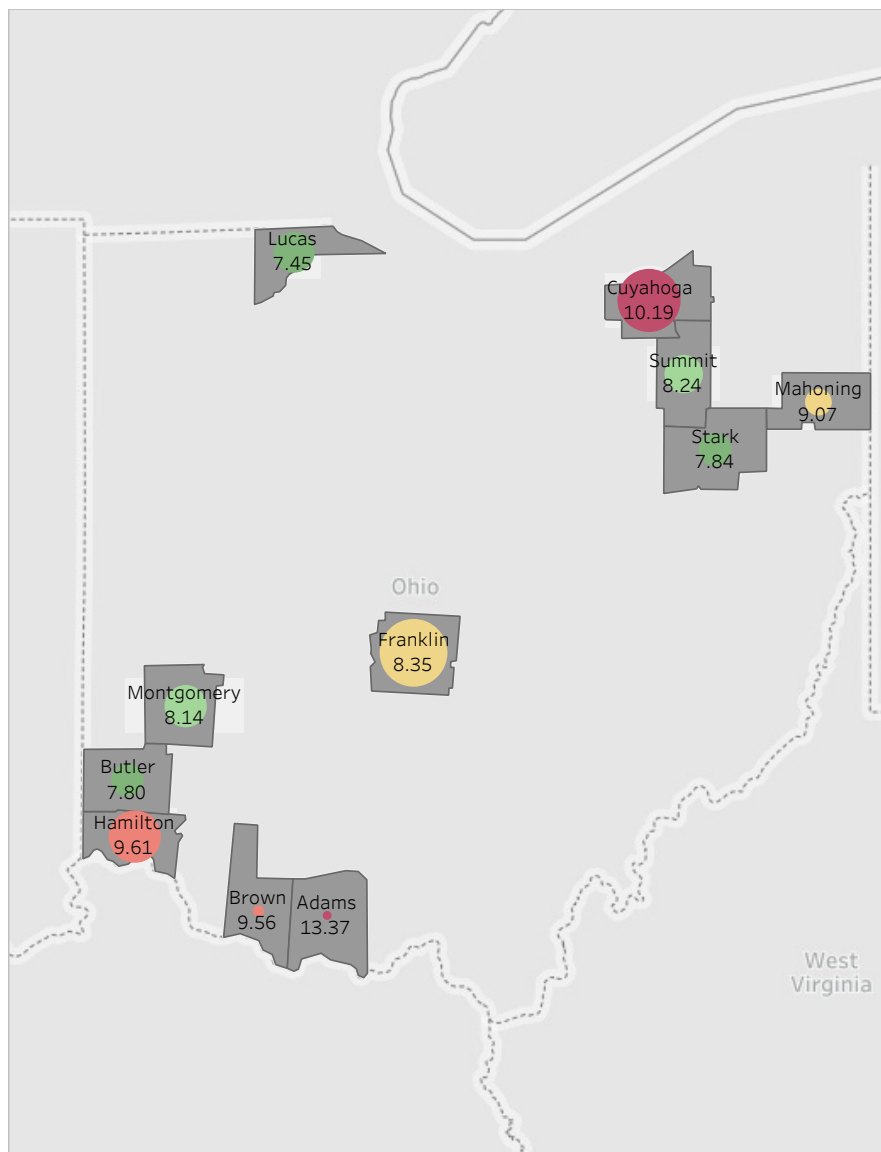 Lucas
7.45
Cuyahoga
10.19
Summit
8.24
Mahoning
9.07
Stark
7.84
Ohio
Franklin
8.35
Montgomery
8.14
Butler
7.80
Hamilton
9.61
Brown
9.56
Adams
13.37
West
Virginia